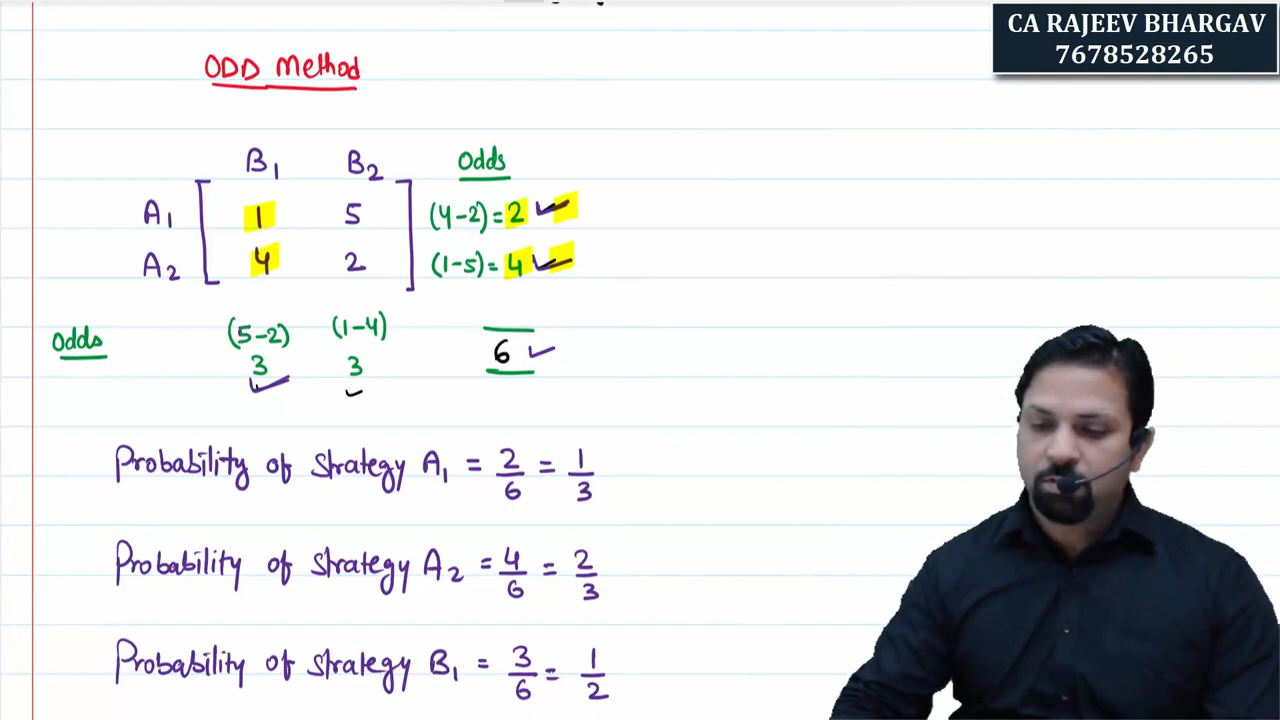 CA RAJEEV BHARGAV
7678528265
ODD Method
B1 B2 Odds
A1 1 5 (4-2)=2
A2 4 2 (1-5)=4
Odds (5-2) (1-4)
3 3 6
Probability of strategy A1 = 2/6 = 1/3
Probability of strategy A2 = 4/6 = 2/3
Probability of strategy B1 = 3/6 = 1/2